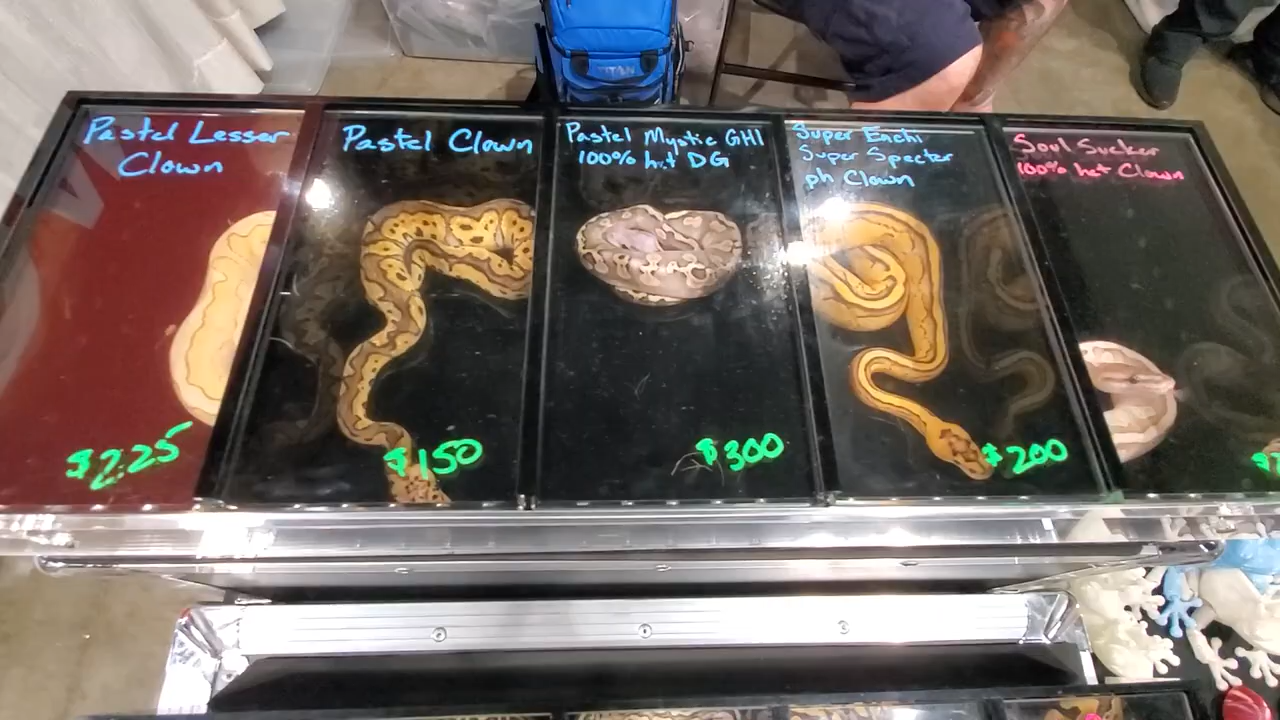 TITAN
Pastel Lesser
Clown
$225
Pastel Clown
$150
Pastel Mystic GHI
100% het DG
$300
Super Enchi
Super Specter
ph Clown
$200
Soul Sucker
100% het Clown
$